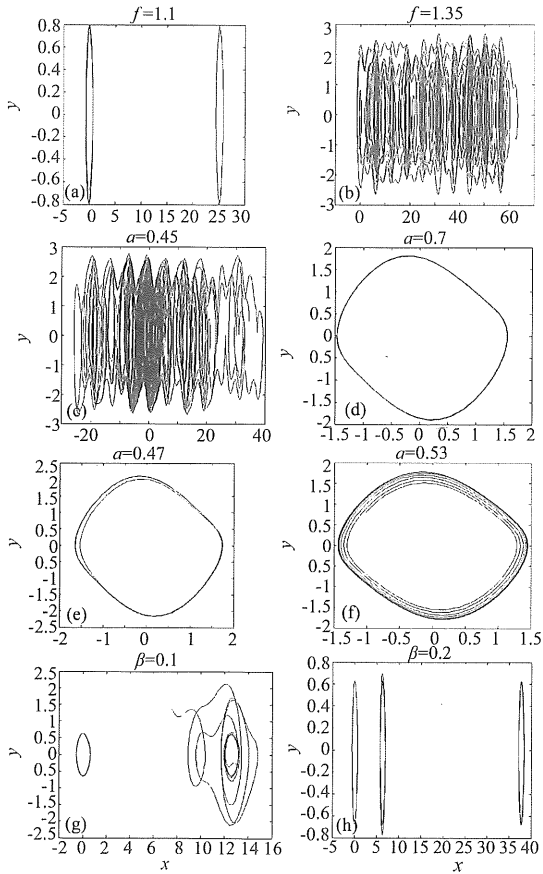 f=1.1
0.8
0.6
0.4
0.2
0
-0.2
-0.4
-0.6
-0.8
y
(a)
-5 0 5 10 15 20 25 30
f=1.35
3
2
1
0
-1
-2
-3
y
(b)
0 20 40 60
a=0.45
3
2
1
0
-1
-2
-3
y
(c)
-20 0 20 40
a=0.7
2
1.5
1
0.5
0
-0.5
-1
-1.5
-2
y
(d)
-1.5 -1 -0.5 0 0.5 1 1.5 2
a=0.47
2.5
2
1.5
1
0.5
0
-0.5
-1
-1.5
-2
-2.5
y
(e)
-2 -1 0 1 2
a=0.53
2
1.5
1
0.5
0
-0.5
-1
-1.5
-2
y
(f)
-1.5 -1 -0.5 0 0.5 1 1.5
β=0.1
2.5
2
1.5
1
0.5
0
-0.5
-1
-1.5
-2
-2.5
y
(g)
-2 0 2 4 6 8 10 12 14 16
x
β=0.2
0.8
0.6
0.4
0.2
0
-0.2
-0.4
-0.6
-0.8
y
(h)
-5 0 5 10 15 20 25 30 35 40
x